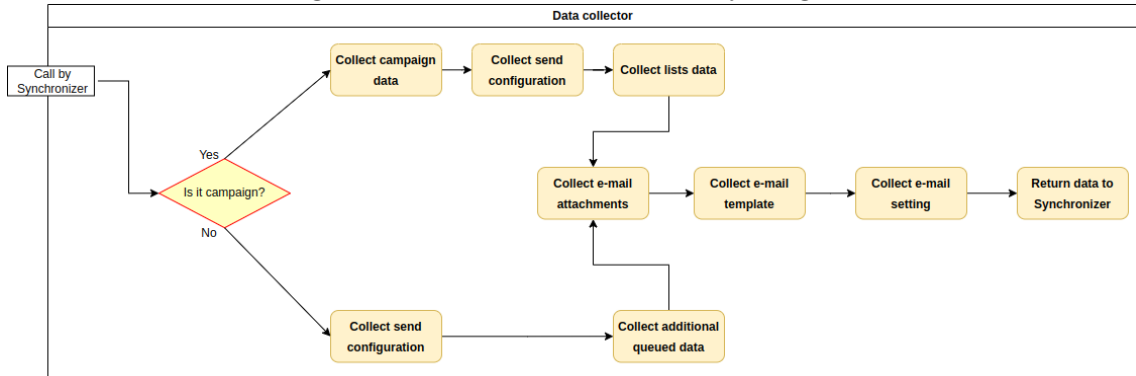 Data collector
Call by
Synchronizer
Collect campaign
data
Collect send
configuration
Collect lists data
Yes
Is it campaign?
No
Collect e-mail
attachments
Collect e-mail
template
Collect e-mail
setting
Return data to
Synchronizer
Collect send
configuration
Collect additional
queued data